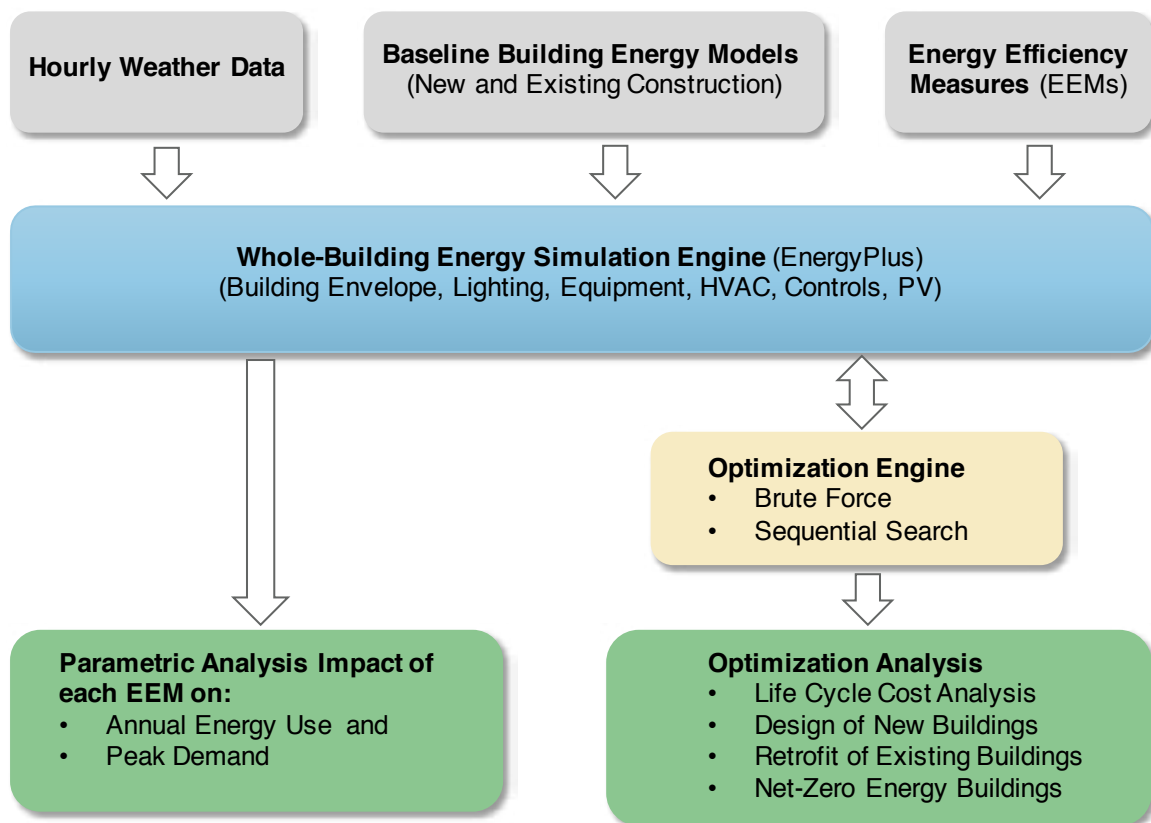 Hourly Weather Data
Baseline Building Energy Models
(New and Existing Construction)
Energy Efficiency
Measures (EEMs)
Whole-Building Energy Simulation Engine (EnergyPlus)
(Building Envelope, Lighting, Equipment, HVAC, Controls, PV)
Optimization Engine
• Brute Force
• Sequential Search
Parametric Analysis Impact of
each EEM on:
• Annual Energy Use and
• Peak Demand
Optimization Analysis
• Life Cycle Cost Analysis
• Design of New Buildings
• Retrofit of Existing Buildings
• Net-Zero Energy Buildings